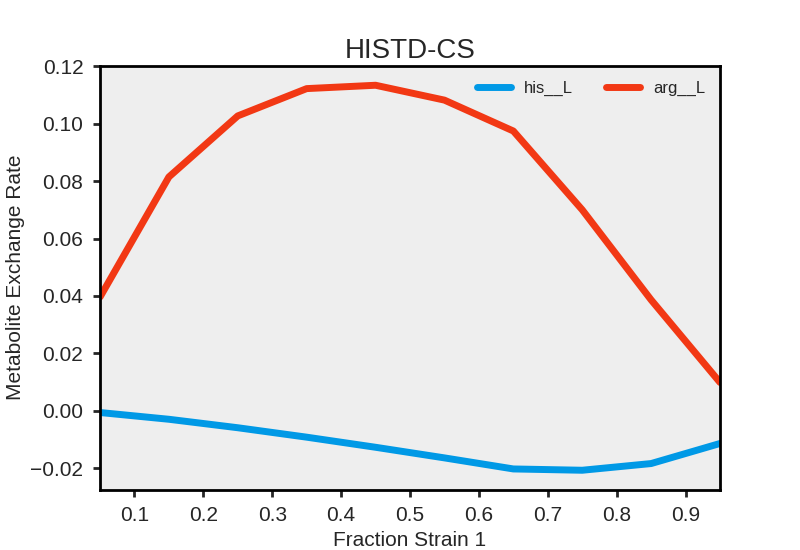 HISTD-CS
his__L
arg__L
Metabolite Exchange Rate
0.12
0.10
0.08
0.06
0.04
0.02
0.00
−0.02
0.1 0.2 0.3 0.4 0.5 0.6 0.7 0.8 0.9
Fraction Strain 1